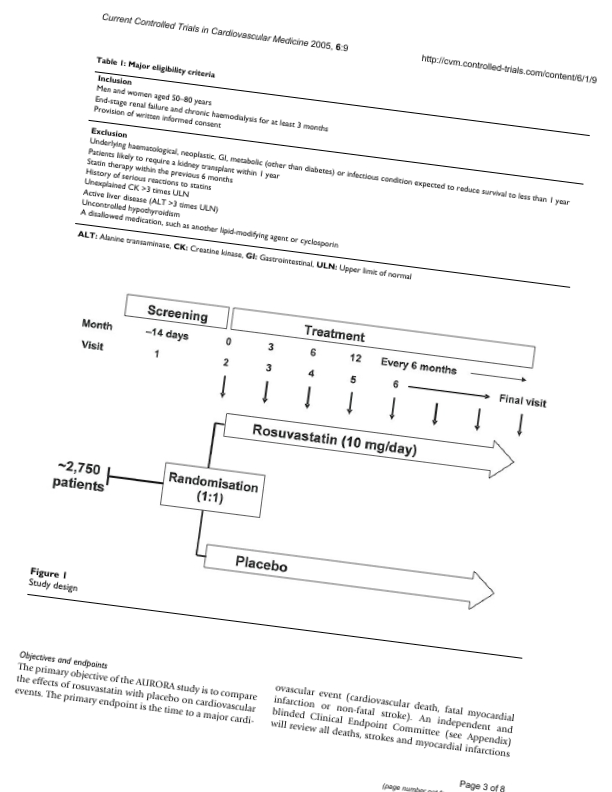 Current Controlled Trials in Cardiovascular Medicine 2005, 6:9
http://cvm.controlled-trials.com/content/6/1/9
Table 1: Major eligibility criteria
Inclusion
Men and women aged 50–80 years
End-stage renal failure and chronic haemodialysis for at least 3 months
Provision of written informed consent
Exclusion
Underlying haematological, neoplastic, GI, metabolic (other than diabetes) or infectious condition expected to reduce survival to less than 1 year
Patients likely to require a kidney transplant within 1 year
Statin therapy within the previous 6 months
History of serious reactions to statins
Unexplained CK >3 times ULN
Active liver disease (ALT >3 times ULN)
Uncontrolled hypothyroidism
A disallowed medication, such as another lipid-modifying agent or cyclosporin
ALT: Alanine transaminase, CK: Creatine kinase, GI: Gastrointestinal, ULN: Upper limit of normal
Screening Treatment
Month –14 days 0 3 6 12 Every 6 months
Visit 1 2 3 4 5 6 Final visit
Rosuvastatin (10 mg/day)
~2,750
patients
Randomisation
(1:1)
Placebo
Figure 1
Study design
Objectives and endpoints
The primary objective of the AURORA study is to compare
the effects of rosuvastatin with placebo on cardiovascular
events. The primary endpoint is the time to a major cardi-
ovascular event (cardiovascular death, fatal myocardial
infarction or non-fatal stroke). An independent and
blinded Clinical Endpoint Committee (see Appendix)
will review all deaths, strokes and myocardial infarctions
Page 3 of 8
(page number not